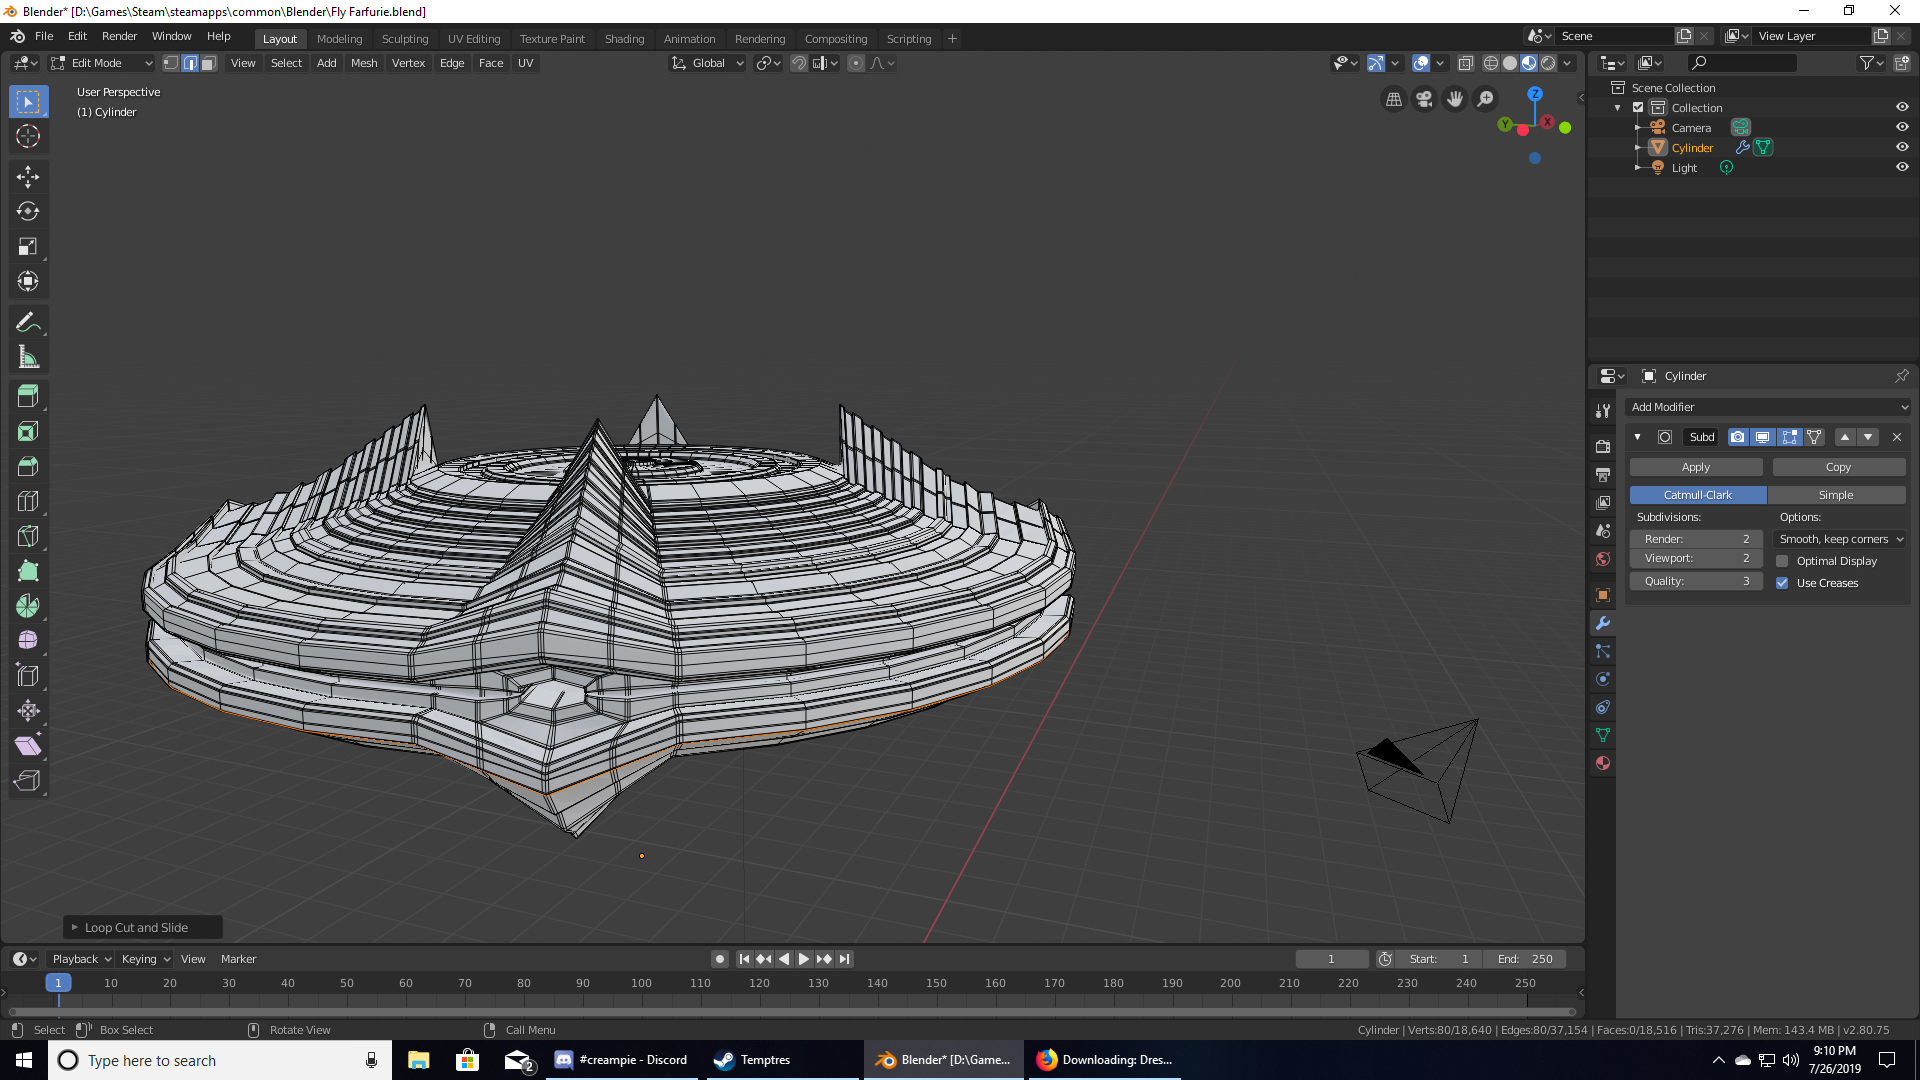 Blender* [D:\Games\Steam\steamapps\common\Blender\Fly Farfurie.blend]
File Edit Render Window Help Layout Modeling Sculpting UV Editing Texture Paint Shading Animation Rendering Compositing Scripting + Scene View Layer
Edit Mode View Select Add Mesh Vertex Edge Face UV Global
User Perspective
(1) Cylinder
Z
Y X
Scene Collection
Collection
Camera
Cylinder
Light
Cylinder
Add Modifier
Subd
Apply Copy
Catmull-Clark Simple
Subdivisions: Options:
Render: 2 Smooth, keep corners
Viewport: 2 Optimal Display
Quality: 3 Use Creases
Loop Cut and Slide
Playback Keying View Marker 1 Start: 1 End: 250
1 10 20 30 40 50 60 70 80 90 100 110 120 130 140 150 160 170 180 190 200 210 220 230 240 250
Select Box Select Rotate View Call Menu Cylinder | Verts:80/18,640 | Edges:80/37,154 | Faces:0/18,516 | Tris:37,276 | Mem: 143.4 MB | v2.80.75
Type here to search 2 #creampie - Discord Temptres Blender* [D:\Game... Downloading: Dres... 9:10 PM
7/26/2019